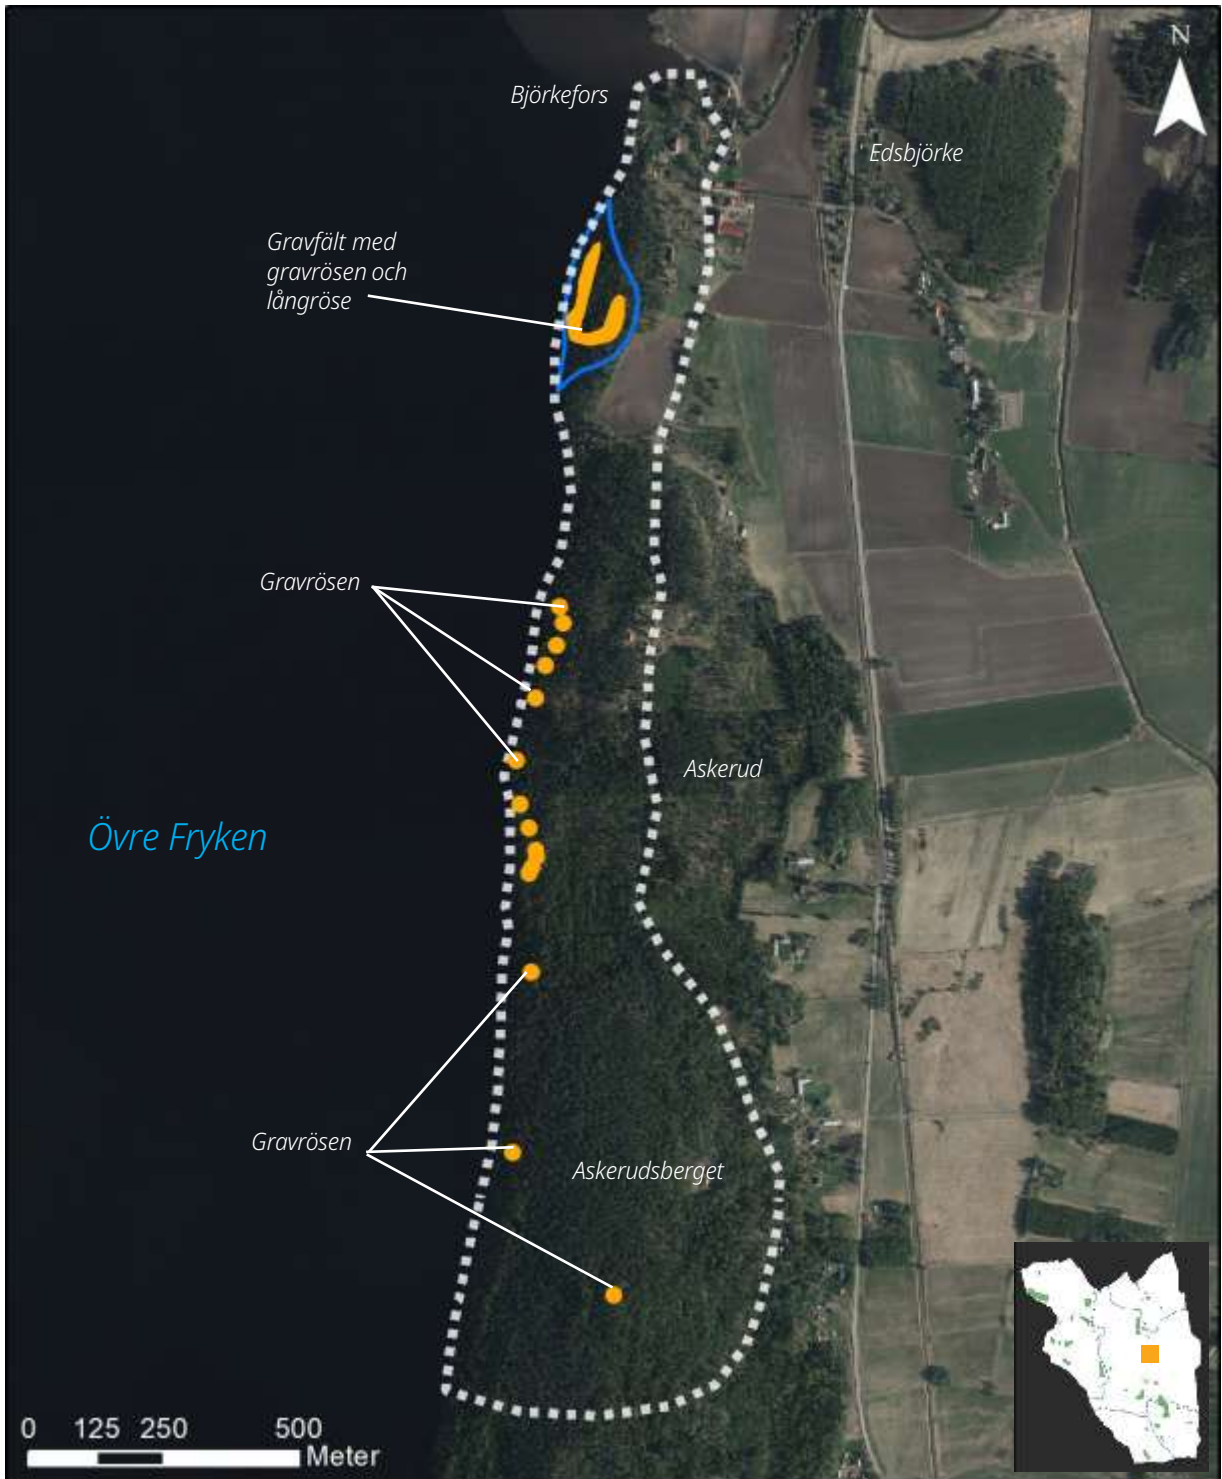 N
Björkefors
Edsbjörke
Gravfält med
gravrösen och
långröse
Gravrösen
Askerud
Övre Fryken
Gravrösen
Askerudsberget
0 125 250 500
Meter